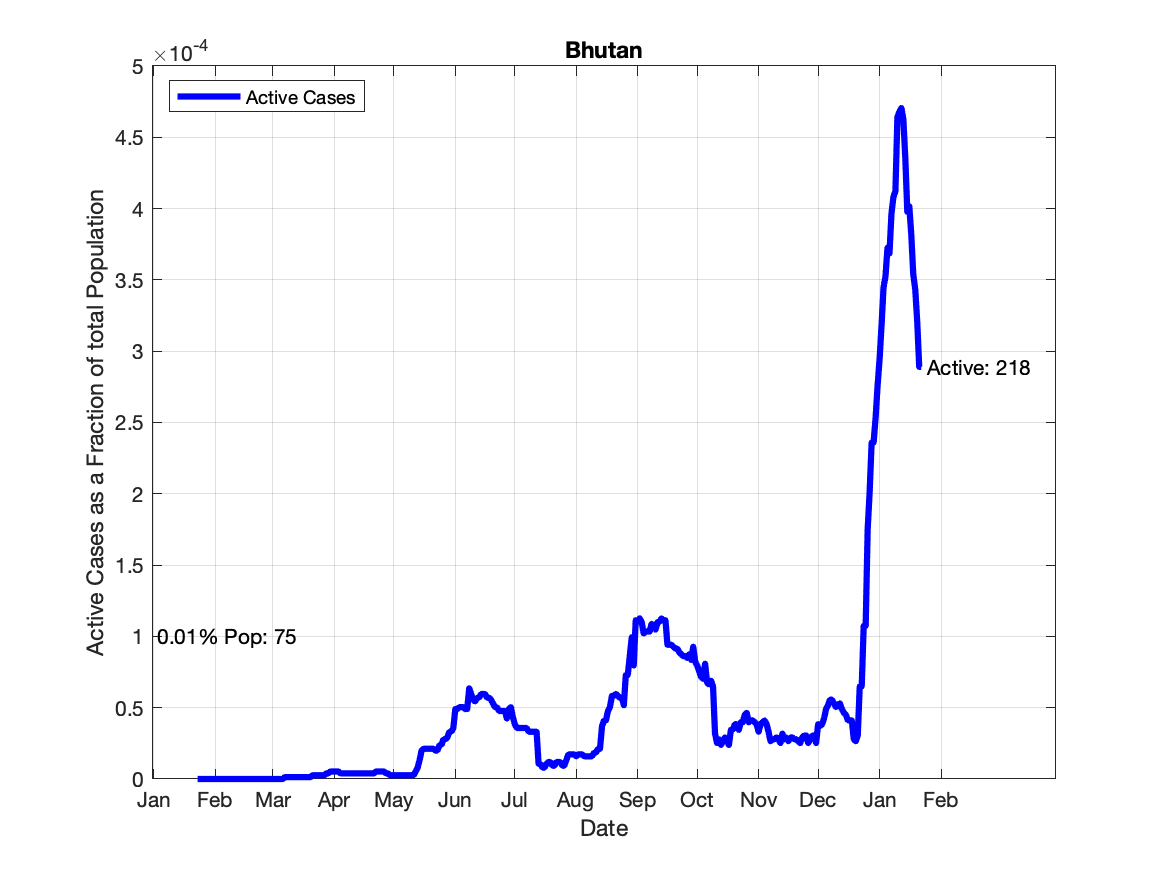 Bhutan
×10-4
Active Cases
5
4.5
4
3.5
3
2.5
2
1.5
1
0.5
0
Active Cases as a Fraction of total Population
Active: 218
0.01% Pop: 75
Jan Feb Mar Apr May Jun Jul Aug Sep Oct Nov Dec Jan Feb
Date